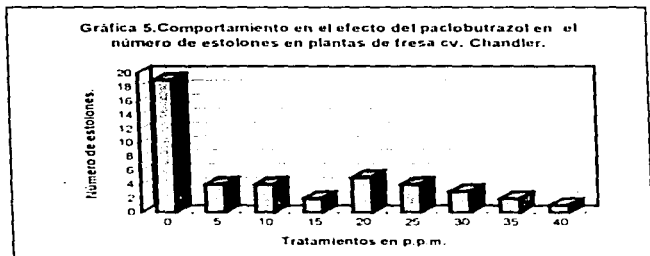 Gráfica 5.Comportamiento en el efecto del paclobutrazol en el
número de estolones en plantas de fresa cv. Chandler.
Número de estolones.
20
18
16
14
12
10
8
6
4
2
0
0 5 10 15 20 25 30 35 40
Tratamientos en p.p.m.